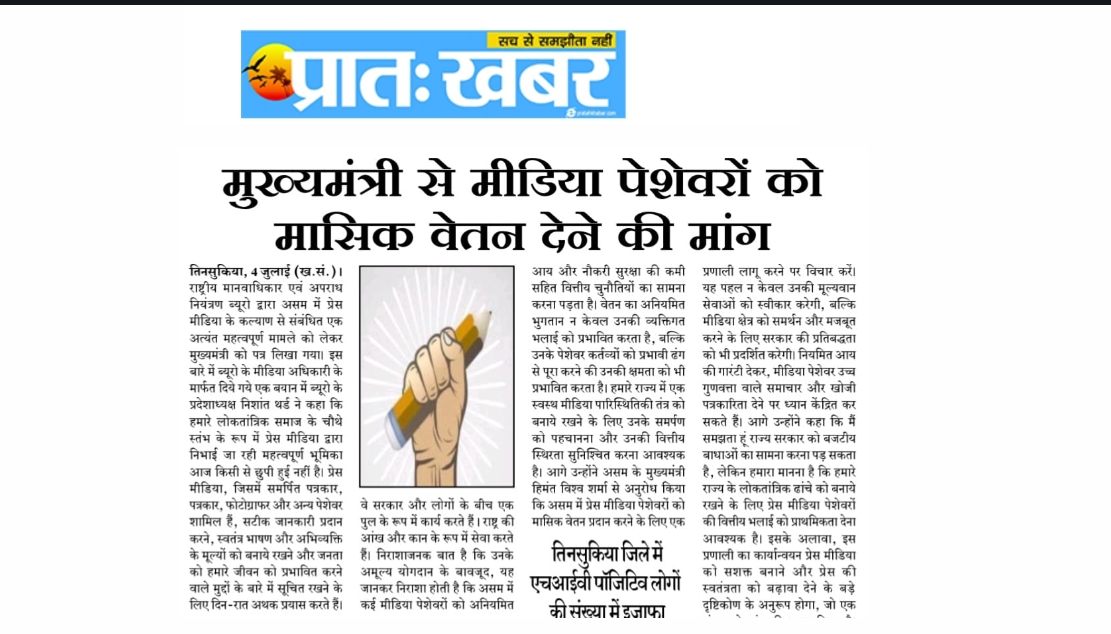 सच से समझौता नहीं
प्रातः खबर
pratahkhabar.com
मुख्यमंत्री से मीडिया पेशेवरों को
मासिक वेतन देने की मांग
तिनसुकिया, 4 जुलाई (ख.सं.)।
राष्ट्रीय मानवाधिकार एवं अपराध
नियंत्रण ब्यूरो द्वारा असम में प्रेस
मीडिया के कल्याण से संबंधित एक
अत्यंत महत्वपूर्ण मामले को लेकर
मुख्यमंत्री को पत्र लिखा गया। इस
बारे में ब्यूरो के मीडिया अधिकारी के
मार्फत दिये गये एक बयान में ब्यूरो के
प्रदेशाध्यक्ष निशांत थर्ड ने कहा कि
हमारे लोकतांत्रिक समाज के चौथे
स्तंभ के रूप में प्रेस मीडिया द्वारा
निभाई जा रही महत्वपूर्ण भूमिका
आज किसी से छुपी हुई नहीं है। प्रेस
मीडिया, जिसमें समर्पित पत्रकार,
पत्रकार, फोटोग्राफर और अन्य पेशेवर
शामिल हैं, सटीक जानकारी प्रदान
करने, स्वतंत्र भाषण और अभिव्यक्ति
के मूल्यों को बनाये रखने और जनता
को हमारे जीवन को प्रभावित करने
वाले मुद्दों के बारे में सूचित रखने के
लिए दिन-रात अथक प्रयास करते हैं।
वे सरकार और लोगों के बीच एक
पुल के रूप में कार्य करते हैं। राष्ट्र की
आंख और कान के रूप में सेवा करते
हैं। निराशाजनक बात है कि उनके
अमूल्य योगदान के बावजूद, यह
जानकर निराशा होती है कि असम में
कई मीडिया पेशेवरों को अनियमित
आय और नौकरी सुरक्षा की कमी
सहित वित्तीय चुनौतियों का सामना
करना पड़ता है। वेतन का अनियमित
भुगतान न केवल उनकी व्यक्तिगत
भलाई को प्रभावित करता है, बल्कि
उनके पेशेवर कर्तव्यों को प्रभावी ढंग
से पूरा करने की उनकी क्षमता को भी
प्रभावित करता है। हमारे राज्य में एक
स्वस्थ मीडिया पारिस्थितिकी तंत्र को
बनाये रखने के लिए उनके समर्पण
को पहचानना और उनकी वित्तीय
स्थिरता सुनिश्चित करना आवश्यक
है। आगे उन्होंने असम के मुख्यमंत्री
हिमंत विश्व शर्मा से अनुरोध किया
कि असम में प्रेस मीडिया पेशेवरों को
मासिक वेतन प्रदान करने के लिए एक
प्रणाली लागू करने पर विचार करें।
यह पहल न केवल उनकी मूल्यवान
सेवाओं को स्वीकार करेगी, बल्कि
मीडिया क्षेत्र को समर्थन और मजबूत
करने के लिए सरकार की प्रतिबद्धता
को भी प्रदर्शित करेगी। नियमित आय
की गारंटी देकर, मीडिया पेशेवर उच्च
गुणवत्ता वाले समाचार और खोजी
पत्रकारिता देने पर ध्यान केंद्रित कर
सकते हैं। आगे उन्होंने कहा कि मैं
समझता हूं राज्य सरकार को बजटीय
बाधाओं का सामना करना पड़ सकता
है, लेकिन हमारा मानना है कि हमारे
राज्य के लोकतांत्रिक ढांचे को बनाये
रखने के लिए प्रेस मीडिया पेशेवरों
की वित्तीय भलाई को प्राथमिकता देना
आवश्यक है। इसके अलावा, इस
प्रणाली का कार्यान्वयन प्रेस मीडिया
को सशक्त बनाने और प्रेस की
स्वतंत्रता को बढ़ावा देने के बड़े
दृष्टिकोण के अनुरूप होगा, जो एक
तिनसुकिया जिले में
एचआईवी पॉजिटिव लोगों
की संख्या में इजाफा